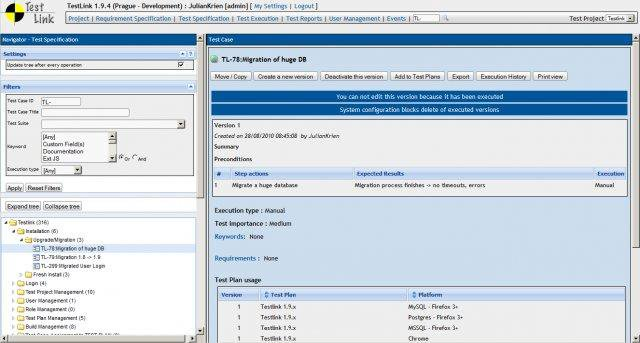 Test Link
TestLink 1.9.4 (Prague - Development) : JulianKrien [admin] [ My Settings | Logout ]
Project | Requirement Specification | Test Specification | Test Execution | Test Reports | User Management | Events | TL-
Test Project Testlink
Navigator - Test Specification
Settings
Update tree after every operation
Filters
Test Case ID TL-
Test Case Title
Test Suite
Keyword
[Any]
Custom Field(s)
Documentation
Ext JS
Or And
Execution type [Any]
Apply Reset Filters
Expand tree Collapse tree
Testlink (316)
Installation (6)
Upgrade/Migration (3)
TL-78:Migration of huge DB
TL-79:Migration 1.8 -> 1.9
TL-299:Migrated User Login
Fresh install (3)
Login (4)
Test Project Management (10)
User Management (1)
Role Management (0)
Test Plan Management (5)
Build Management (8)
Test Case
TL-78:Migration of huge DB
Move / Copy Create a new version Deactivate this version Add to Test Plans Export Execution History Print view
You can not edit this version because it has been executed
System configuration blocks delete of executed versions
Version 1
Created on 28/08/2010 08:45:08 by JulianKrien
Summary
Preconditions
# Step actions Expected Results Execution
1 Migrate a huge database Migration process finishes -> no timeouts, errors Manual
Execution type : Manual
Test importance : Medium
Keywords: None
Requirements : None
Test Plan usage
Version Test Plan Platform
1 Testlink 1.9.x MySQL - Firefox 3+
1 Testlink 1.9.x Postgres - Firefox 3+
1 Testlink 1.9.x MSSQL - Firefox 3+
1 Testlink 1.9.x Chrome